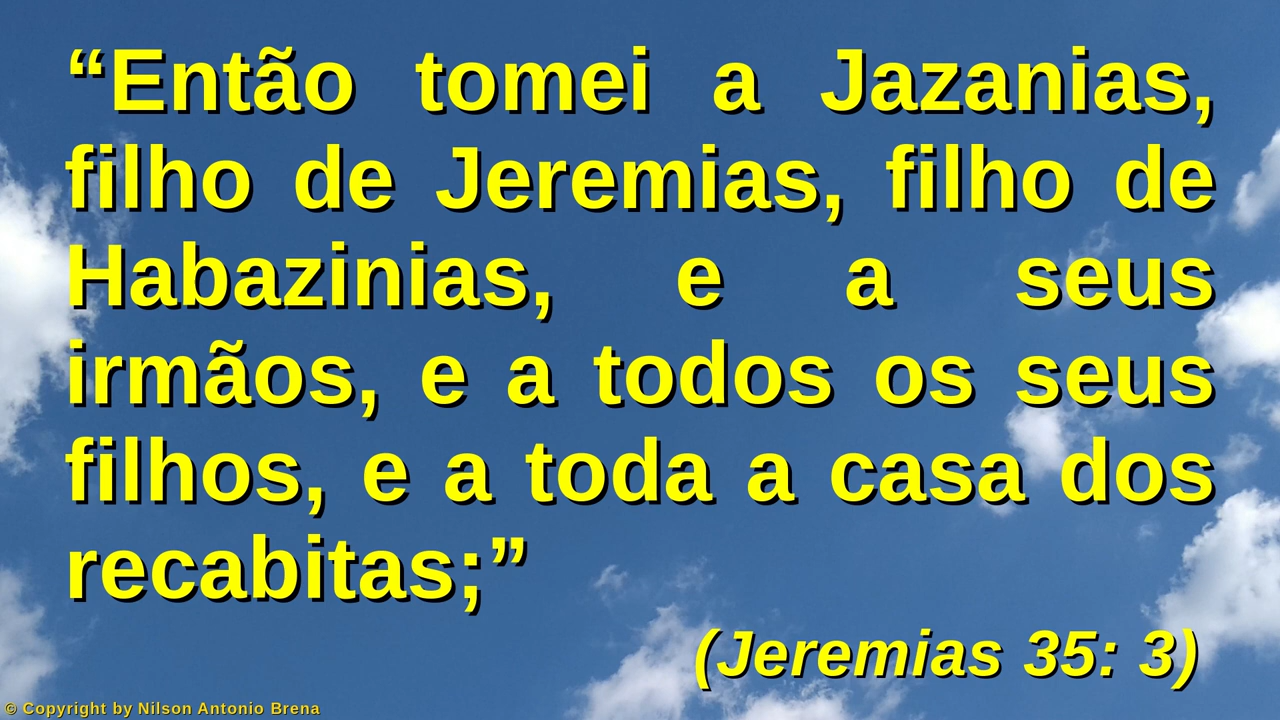 “Então tomei a Jazanias,
filho de Jeremias, filho de
Habazinias, e a seus
irmãos, e a todos os seus
filhos, e a toda a casa dos
recabitas;”
(Jeremias 35: 3)
© Copyright by Nilson Antonio Brena